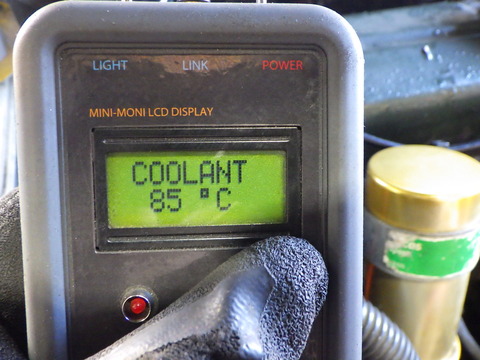 LIGHT LINK POWER
MINI-MONI LCD DISPLAY
COOLANT
85 °C